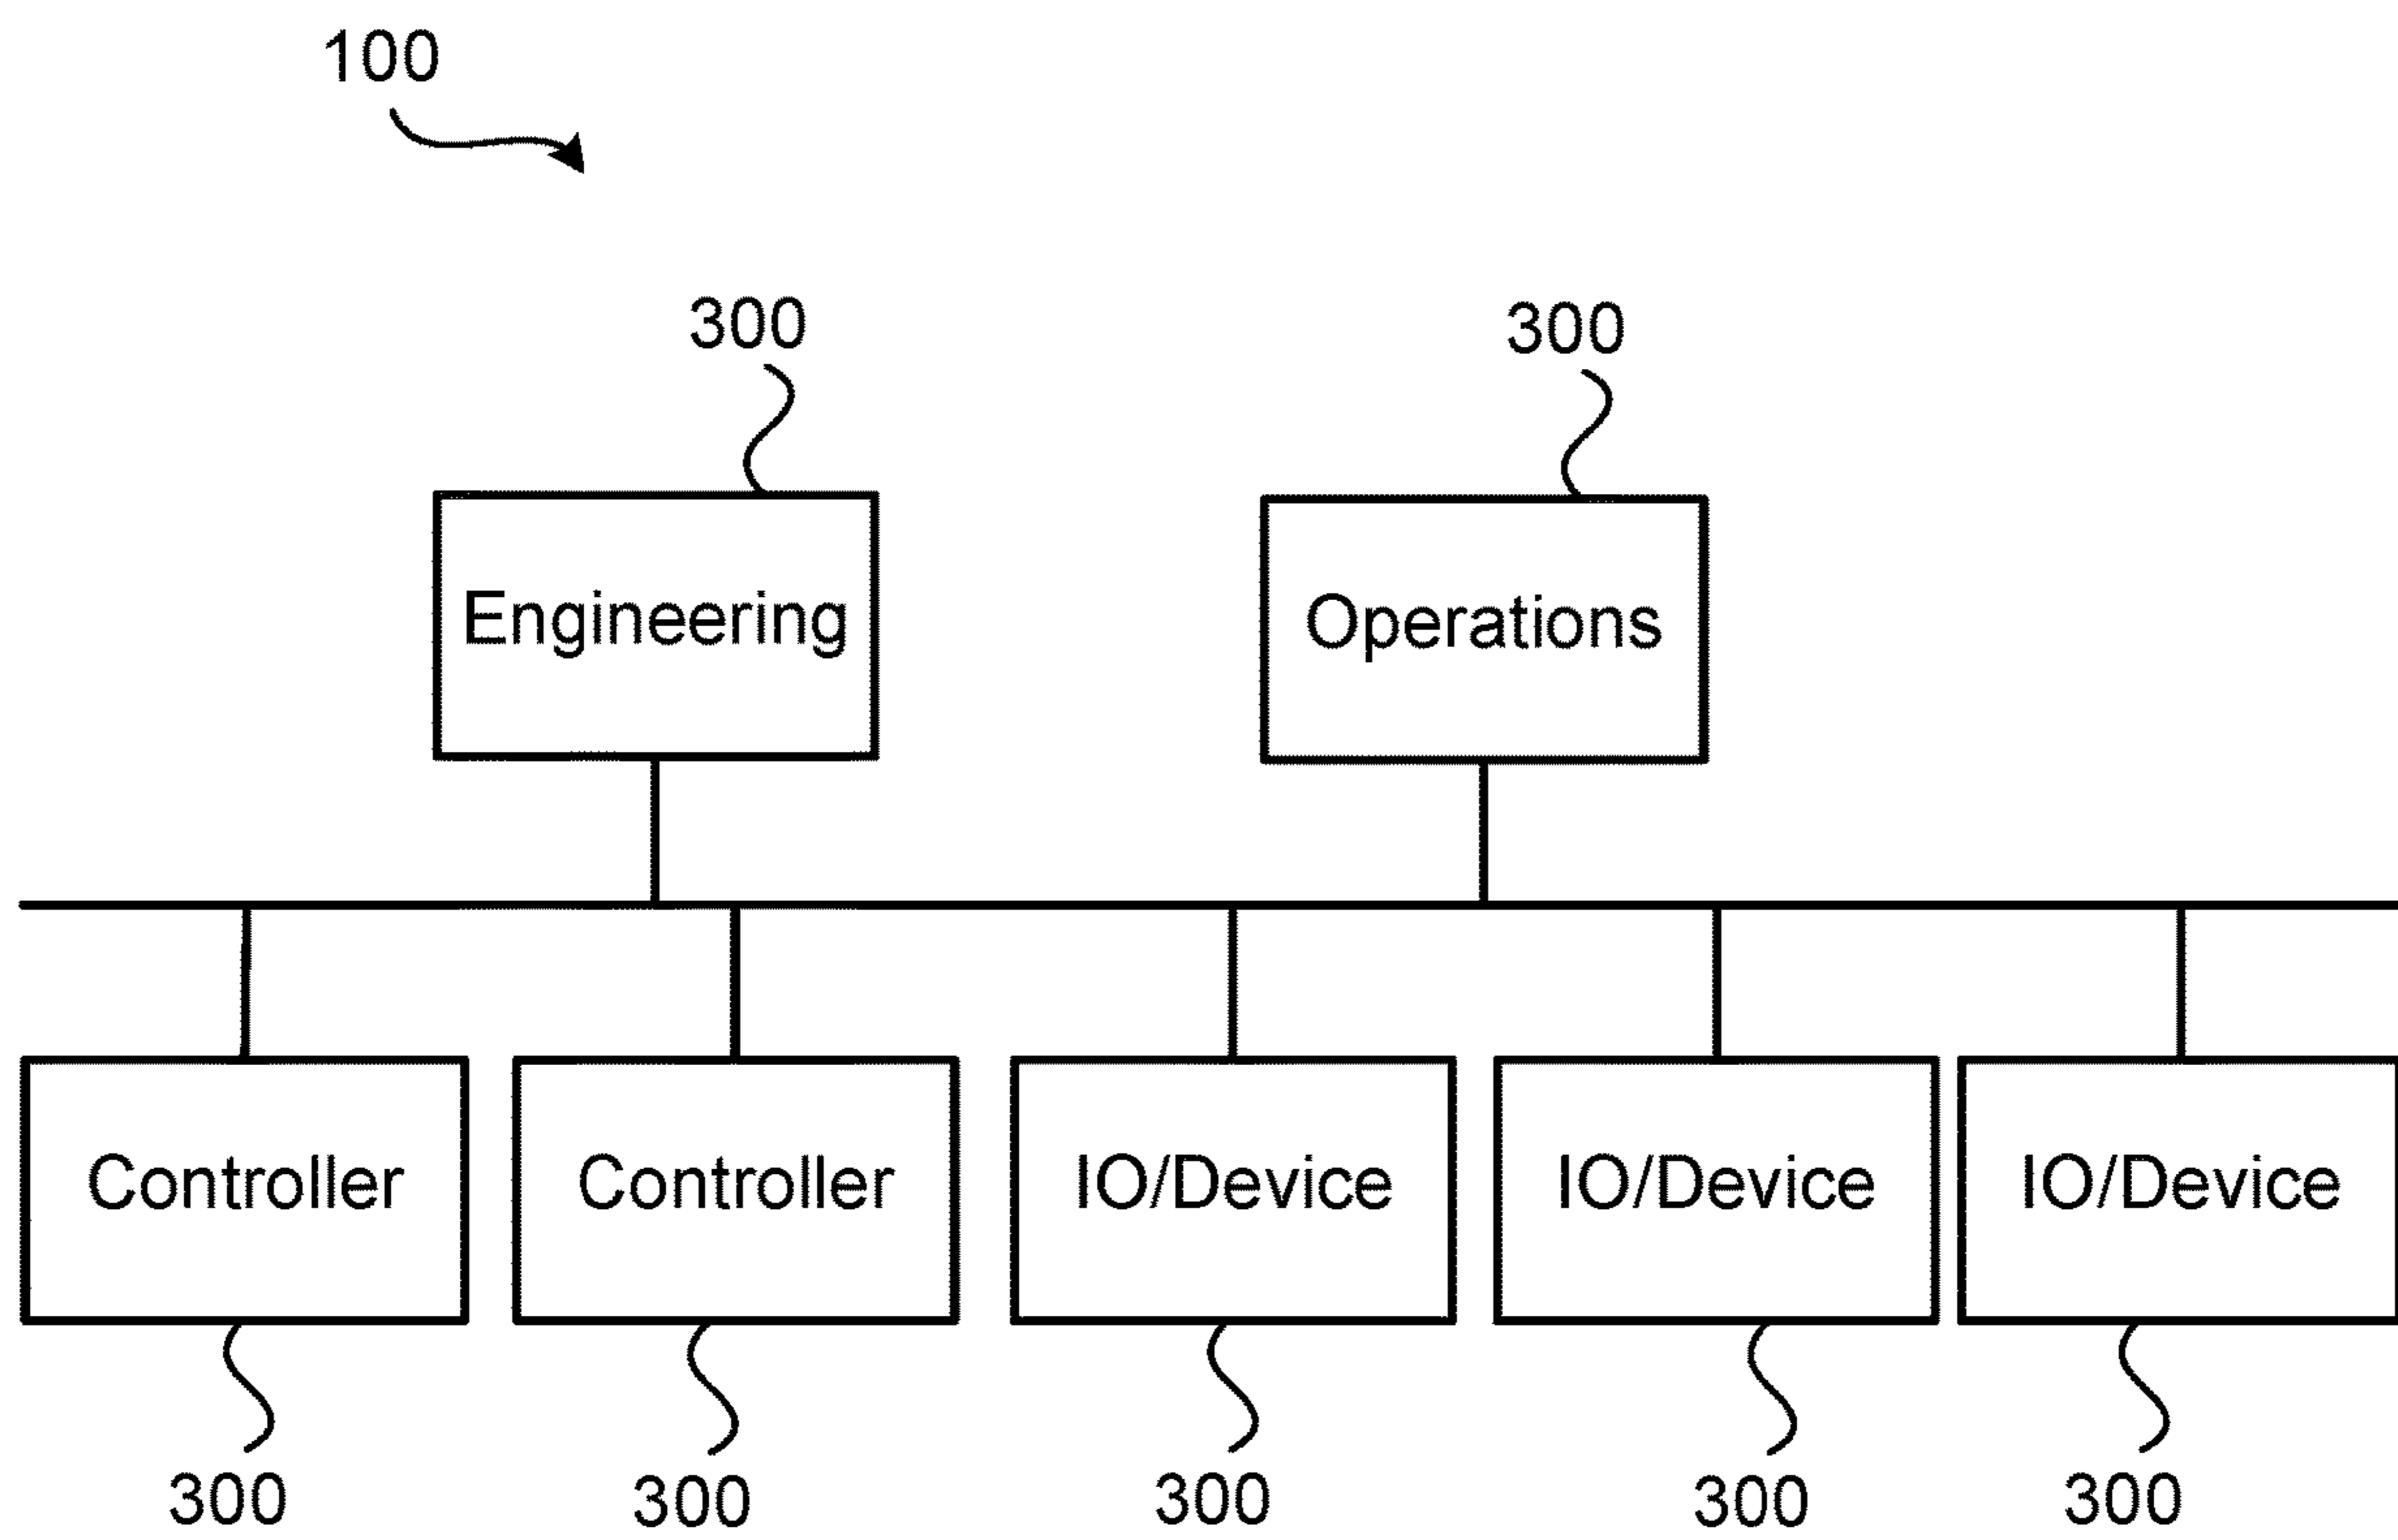 100
300 300
Engineering Operations
Controller Controller IO/Device IO/Device IO/Device
300 300 300 300 300